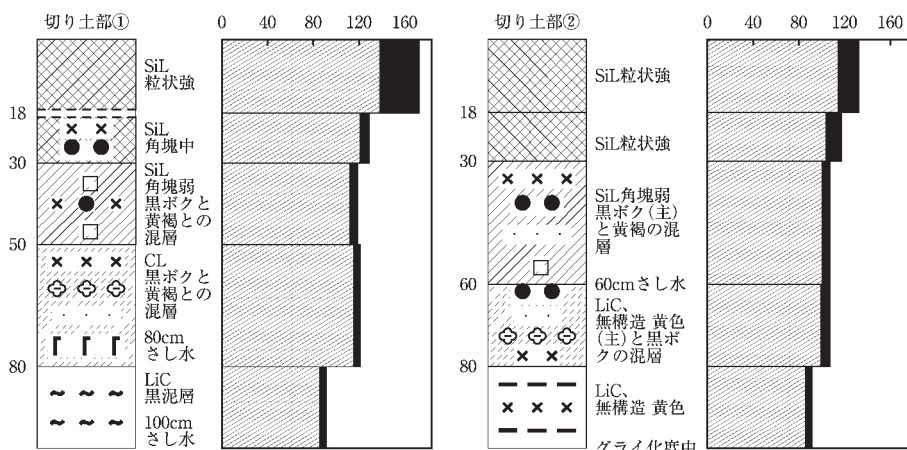 切り土部①
0 40 80 120 160
SiL
粒状強
18
SiL
角塊中
30
SiL
角塊弱
黒ボクと
黄褐との
混層
50
CL
黒ボクと
黄褐との
混層
80cm
さし水
80
LiC
黒泥層
100cm
さし水
切り土部②
0 40 80 120 160
SiL粒状強
18
SiL粒状強
30
SiL角塊弱
黒ボク(主)
と黄褐の混
層
60
60cmさし水
LiC、
無構造 黄色
(主)と黒ボ
クの混層
80
LiC、
無構造 黄色
グライ化度中